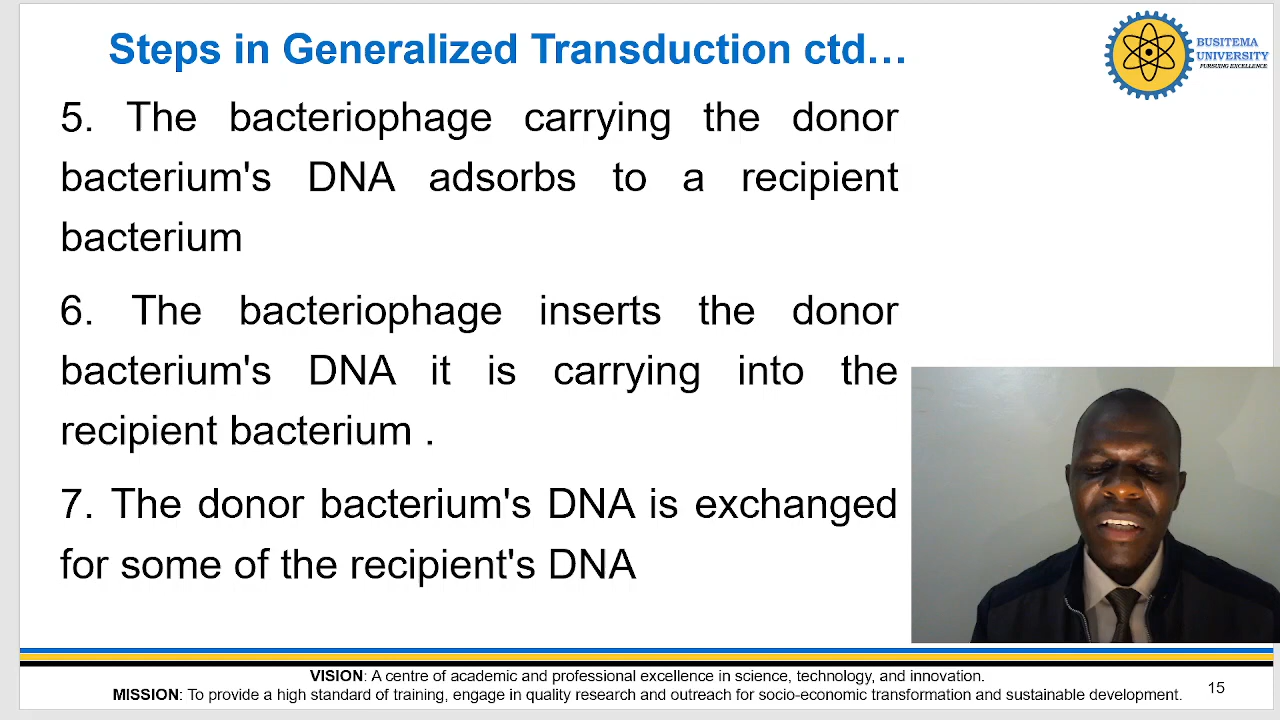 Steps in Generalized Transduction ctd…
BUSITEMA
UNIVERSITY
PURSUING EXCELLENCE
5. The bacteriophage carrying the donor
bacterium's DNA adsorbs to a recipient
bacterium
6. The bacteriophage inserts the donor
bacterium's DNA it is carrying into the
recipient bacterium .
7. The donor bacterium's DNA is exchanged
for some of the recipient's DNA
VISION: A centre of academic and professional excellence in science, technology, and innovation.
MISSION: To provide a high standard of training, engage in quality research and outreach for socio-economic transformation and sustainable development.
15